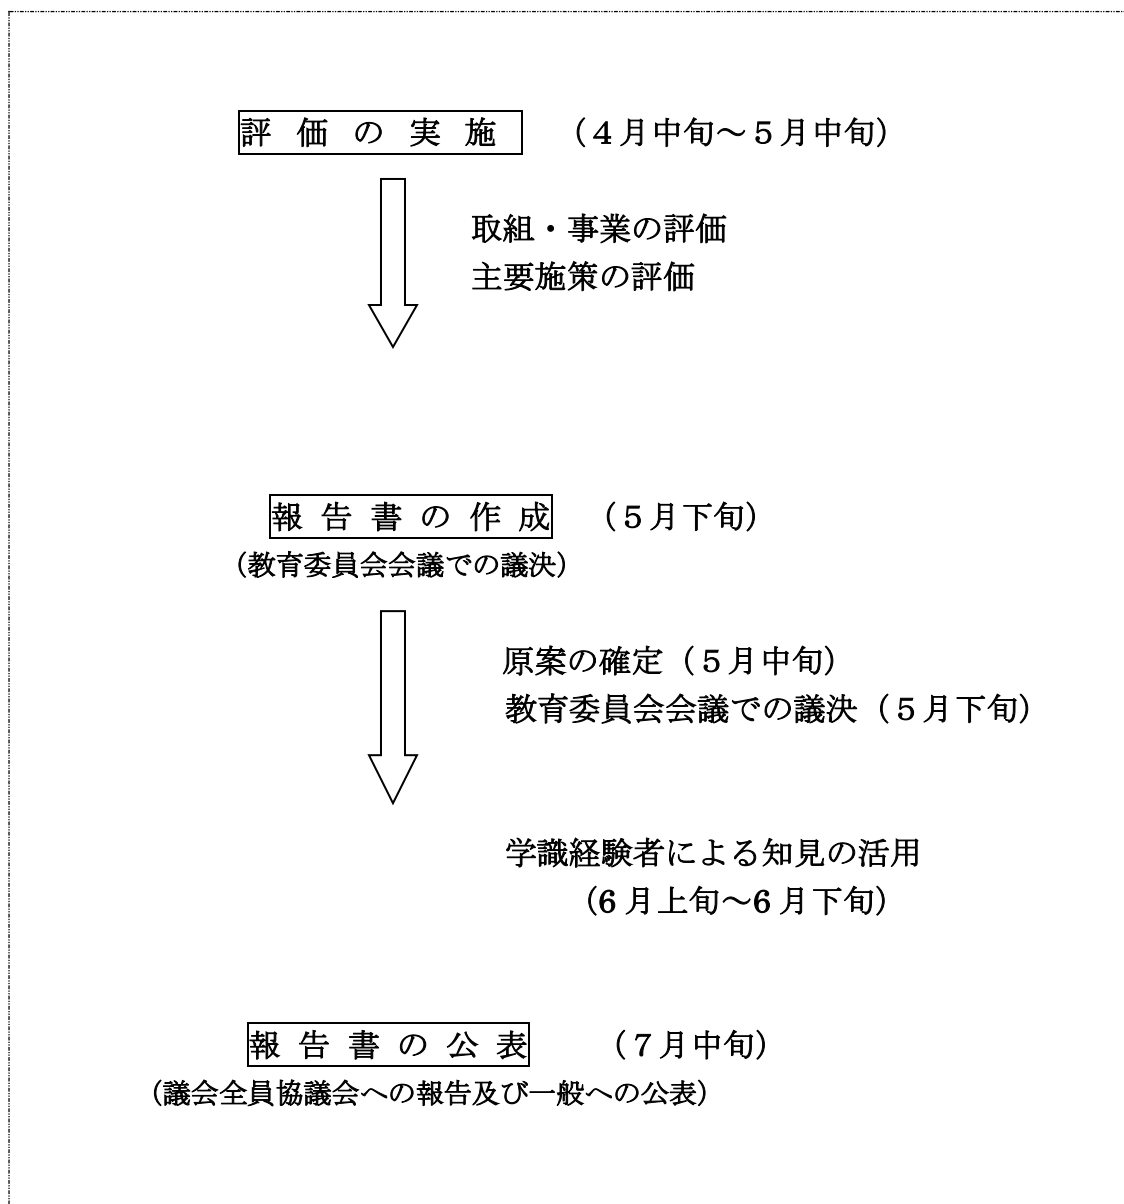 評価の実施 （４月中旬～５月中旬）
取組・事業の評価
主要施策の評価
報告書の作成 （５月下旬）
（教育委員会会議での議決）
原案の確定（５月中旬）
教育委員会会議での議決（５月下旬）
学識経験者による知見の活用
（6月上旬～6月下旬）
報告書の公表 （７月中旬）
（議会全員協議会への報告及び一般への公表）